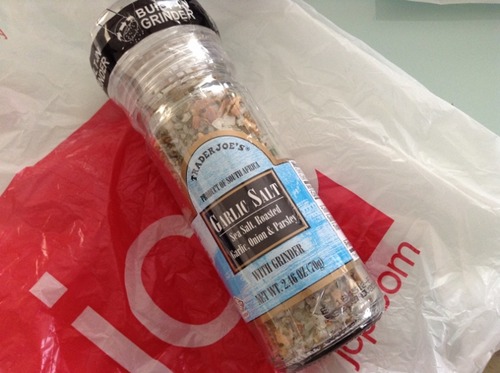 BUILT-IN
GRINDER
TRADER JOE'S®
PRODUCT OF SOUTH AFRICA
GARLIC SALT
Sea Salt, Roasted
Garlic, Onion & Parsley
WITH GRINDER
NET WT. 2.46 OZ (70g)